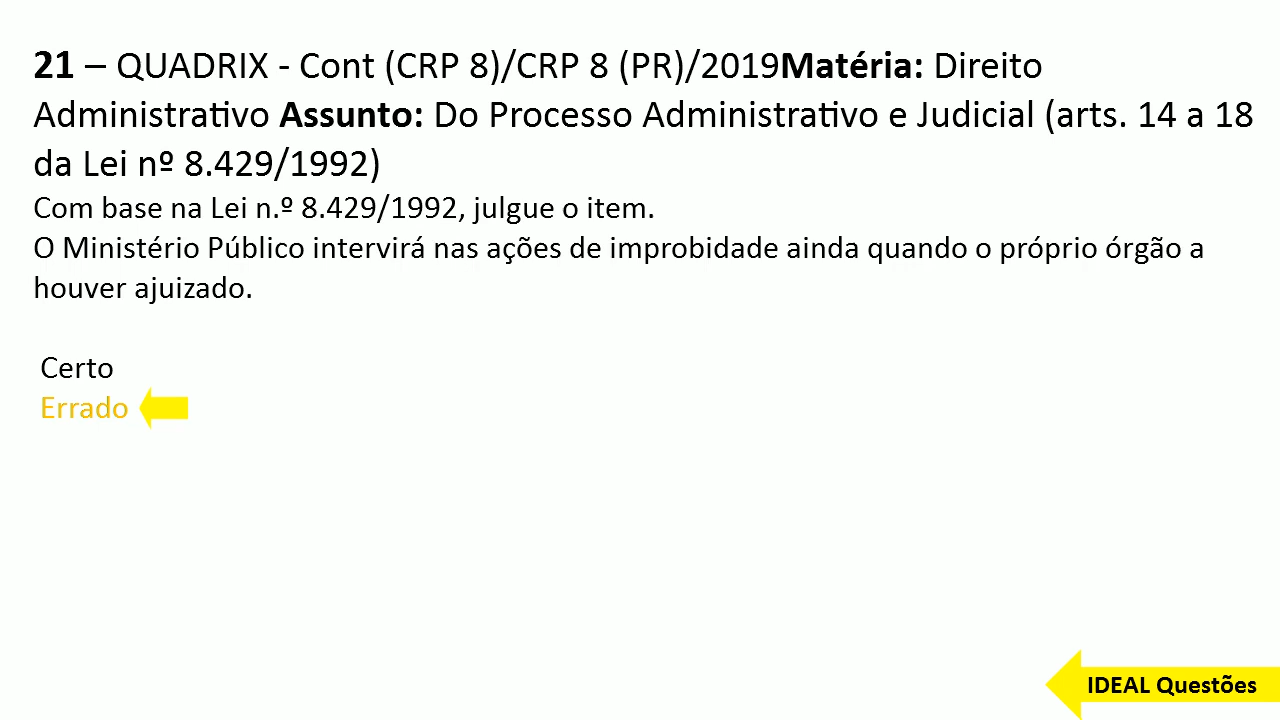 21 – QUADRIX - Cont (CRP 8)/CRP 8 (PR)/2019Matéria: Direito
Administrativo Assunto: Do Processo Administrativo e Judicial (arts. 14 a 18
da Lei nº 8.429/1992)
Com base na Lei n.º 8.429/1992, julgue o item.
O Ministério Público intervirá nas ações de improbidade ainda quando o próprio órgão a
houver ajuizado.
Certo
Errado
IDEAL Questões